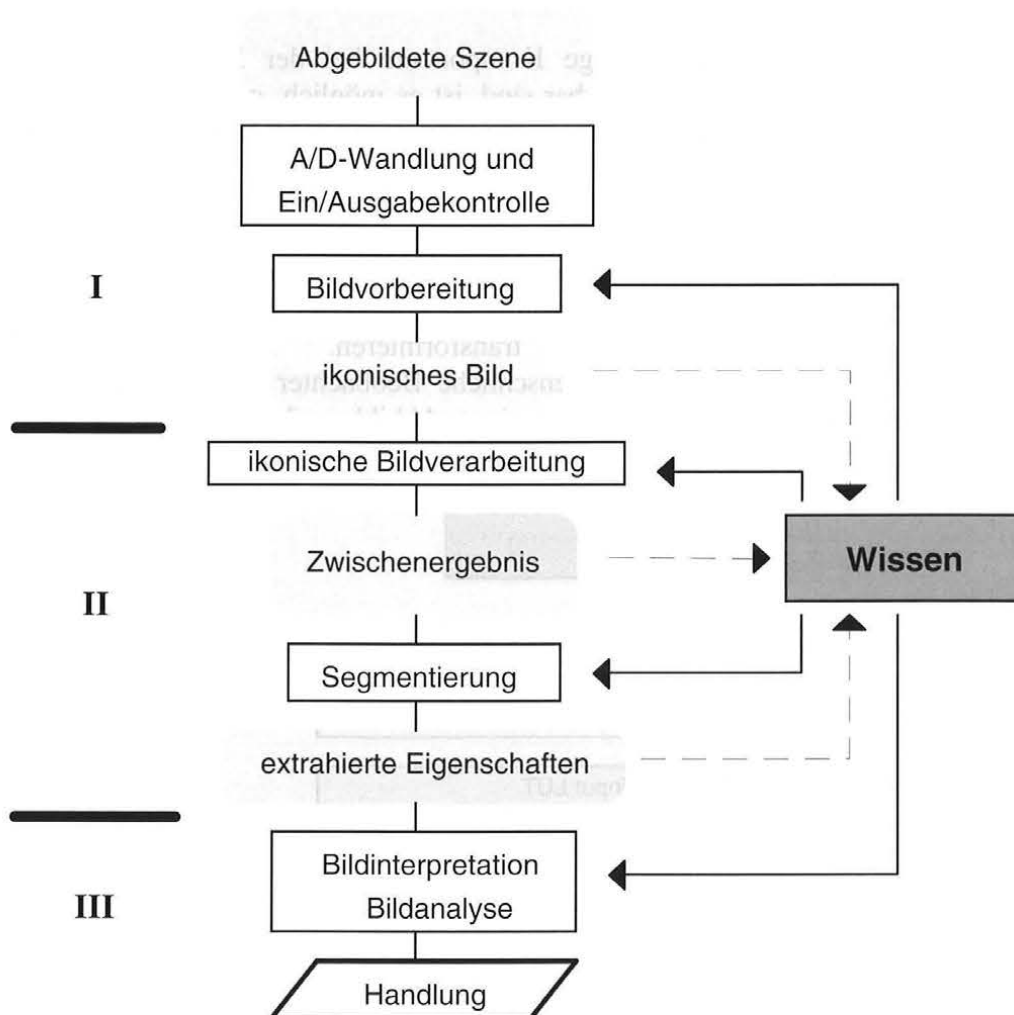 Abgebildete Szene
A/D-Wandlung und
Ein/Ausgabekontrolle
I
Bildvorbereitung
ikonisches Bild
ikonische Bildverarbeitung
Zwischenergebnis
Wissen
II
Segmentierung
extrahierte Eigenschaften
Bildinterpretation
Bildanalyse
III
Handlung